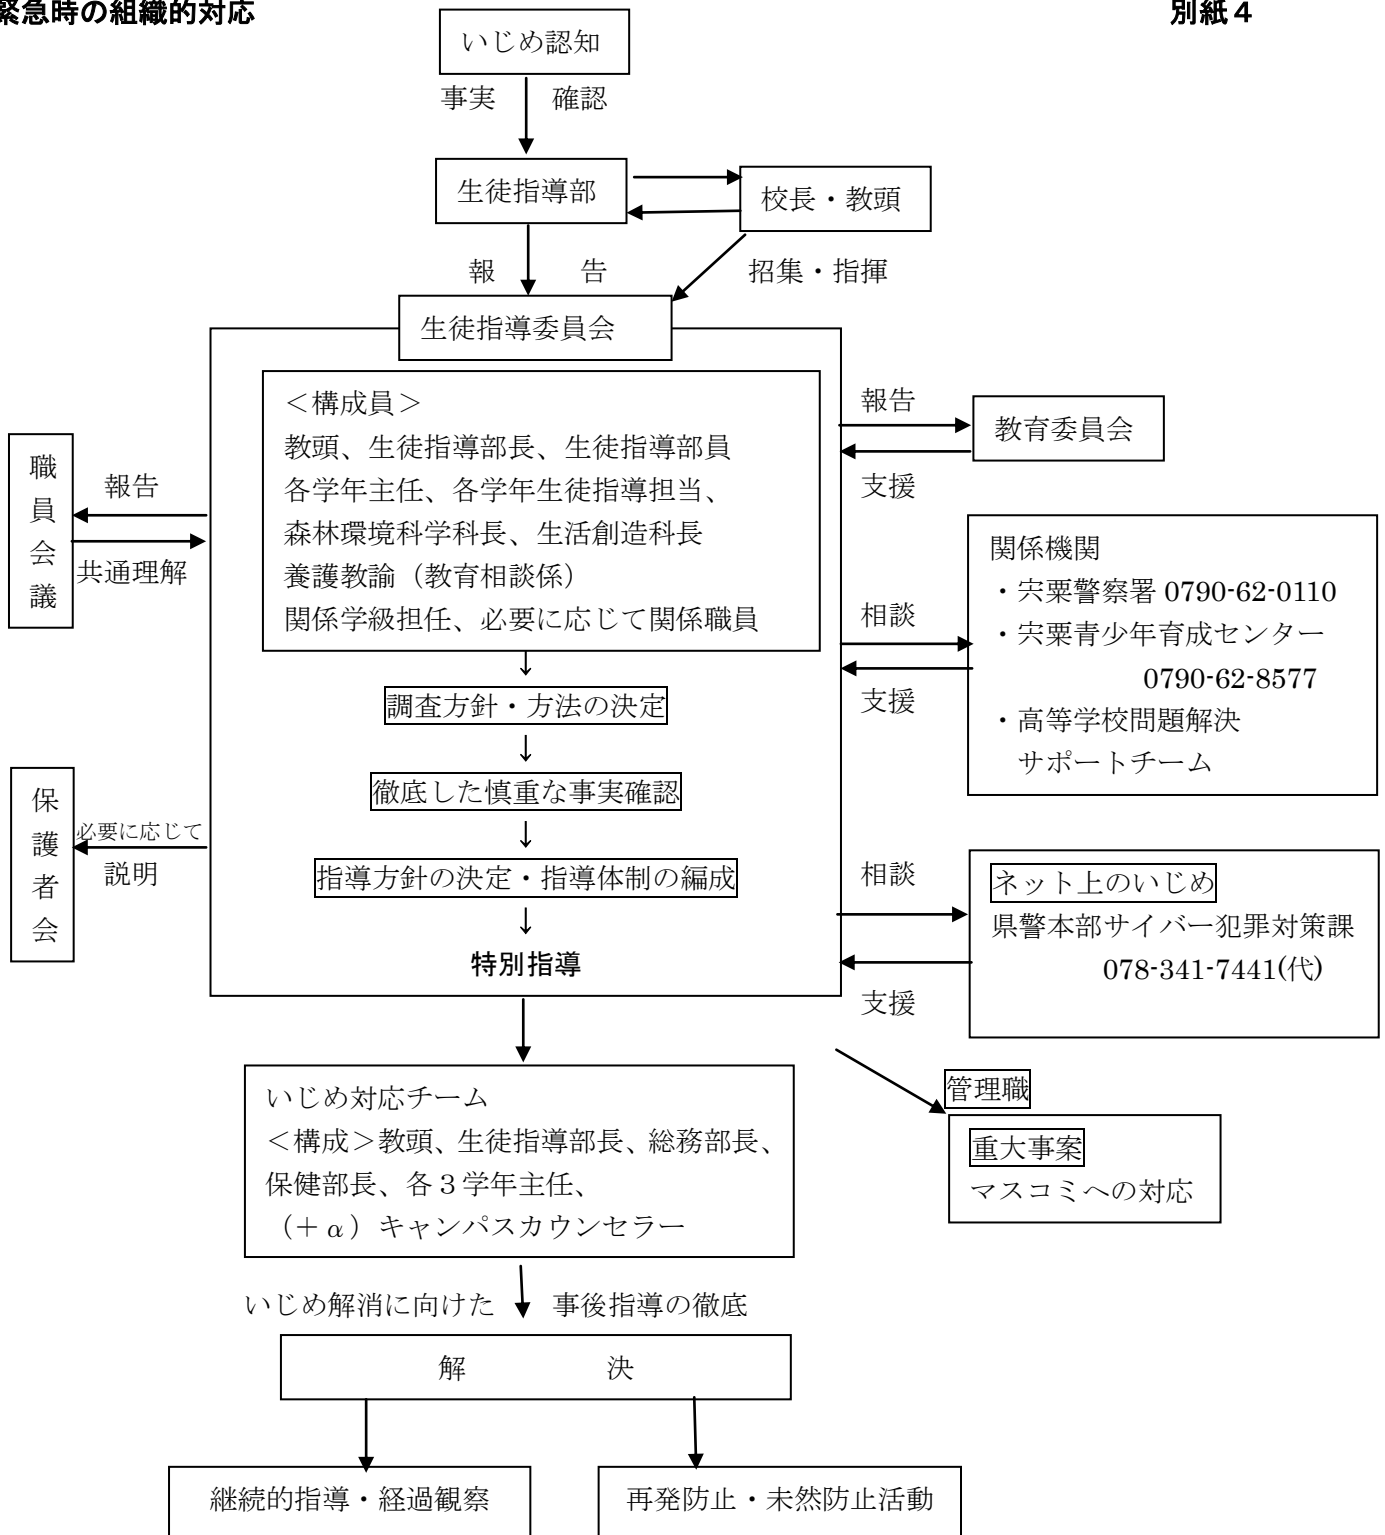 緊急時の組織的対応
別紙４
いじめ認知
事実 確認
生徒指導部
校長・教頭
報 告
招集・指揮
生徒指導委員会
＜構成員＞
教頭、生徒指導部長、生徒指導部員
各学年主任、各学年生徒指導担当、
森林環境科学科長、生活創造科長
養護教諭（教育相談係）
関係学級担任、必要に応じて関係職員
↓
調査方針・方法の決定
↓
徹底した慎重な事実確認
↓
指導方針の決定・指導体制の編成
↓
特別指導
職員会議
報告
共通理解
保護者会
必要に応じて
説明
報告
教育委員会
支援
関係機関
・宍粟警察署 0790-62-0110
・宍粟青少年育成センター
0790-62-8577
・高等学校問題解決
サポートチーム
相談
支援
相談
ネット上のいじめ
県警本部サイバー犯罪対策課
078-341-7441(代)
支援
管理職
重大事案
マスコミへの対応
いじめ対応チーム
＜構成＞教頭、生徒指導部長、総務部長、
保健部長、各３学年主任、
（＋α）キャンパスカウンセラー
いじめ解消に向けた 事後指導の徹底
解 決
継続的指導・経過観察
再発防止・未然防止活動